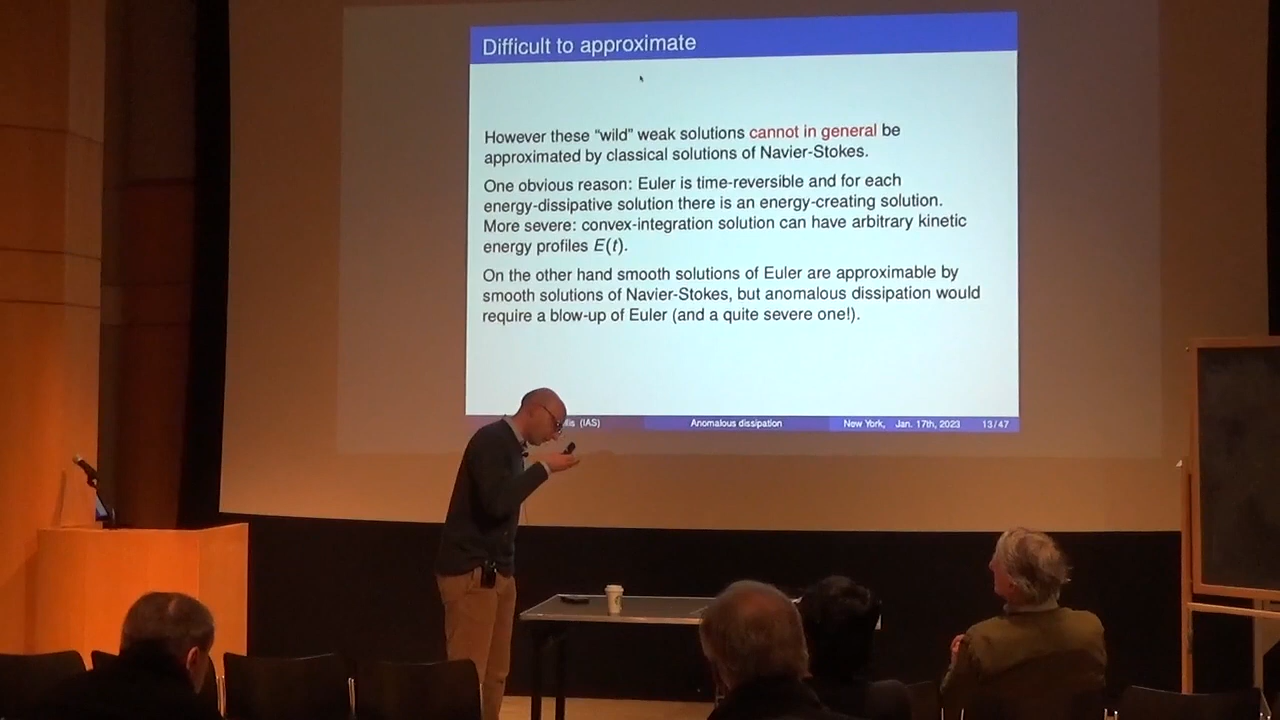 Difficult to approximate
However these “wild” weak solutions cannot in general be
approximated by classical solutions of Navier-Stokes.
One obvious reason: Euler is time-reversible and for each
energy-dissipative solution there is an energy-creating solution.
More severe: convex-integration solution can have arbitrary kinetic
energy profiles E(t).
On the other hand smooth solutions of Euler are approximable by
smooth solutions of Navier-Stokes, but anomalous dissipation would
require a blow-up of Euler (and a quite severe one!).
(IAS) Anomalous dissipation New York, Jan. 17th, 2023 13/47